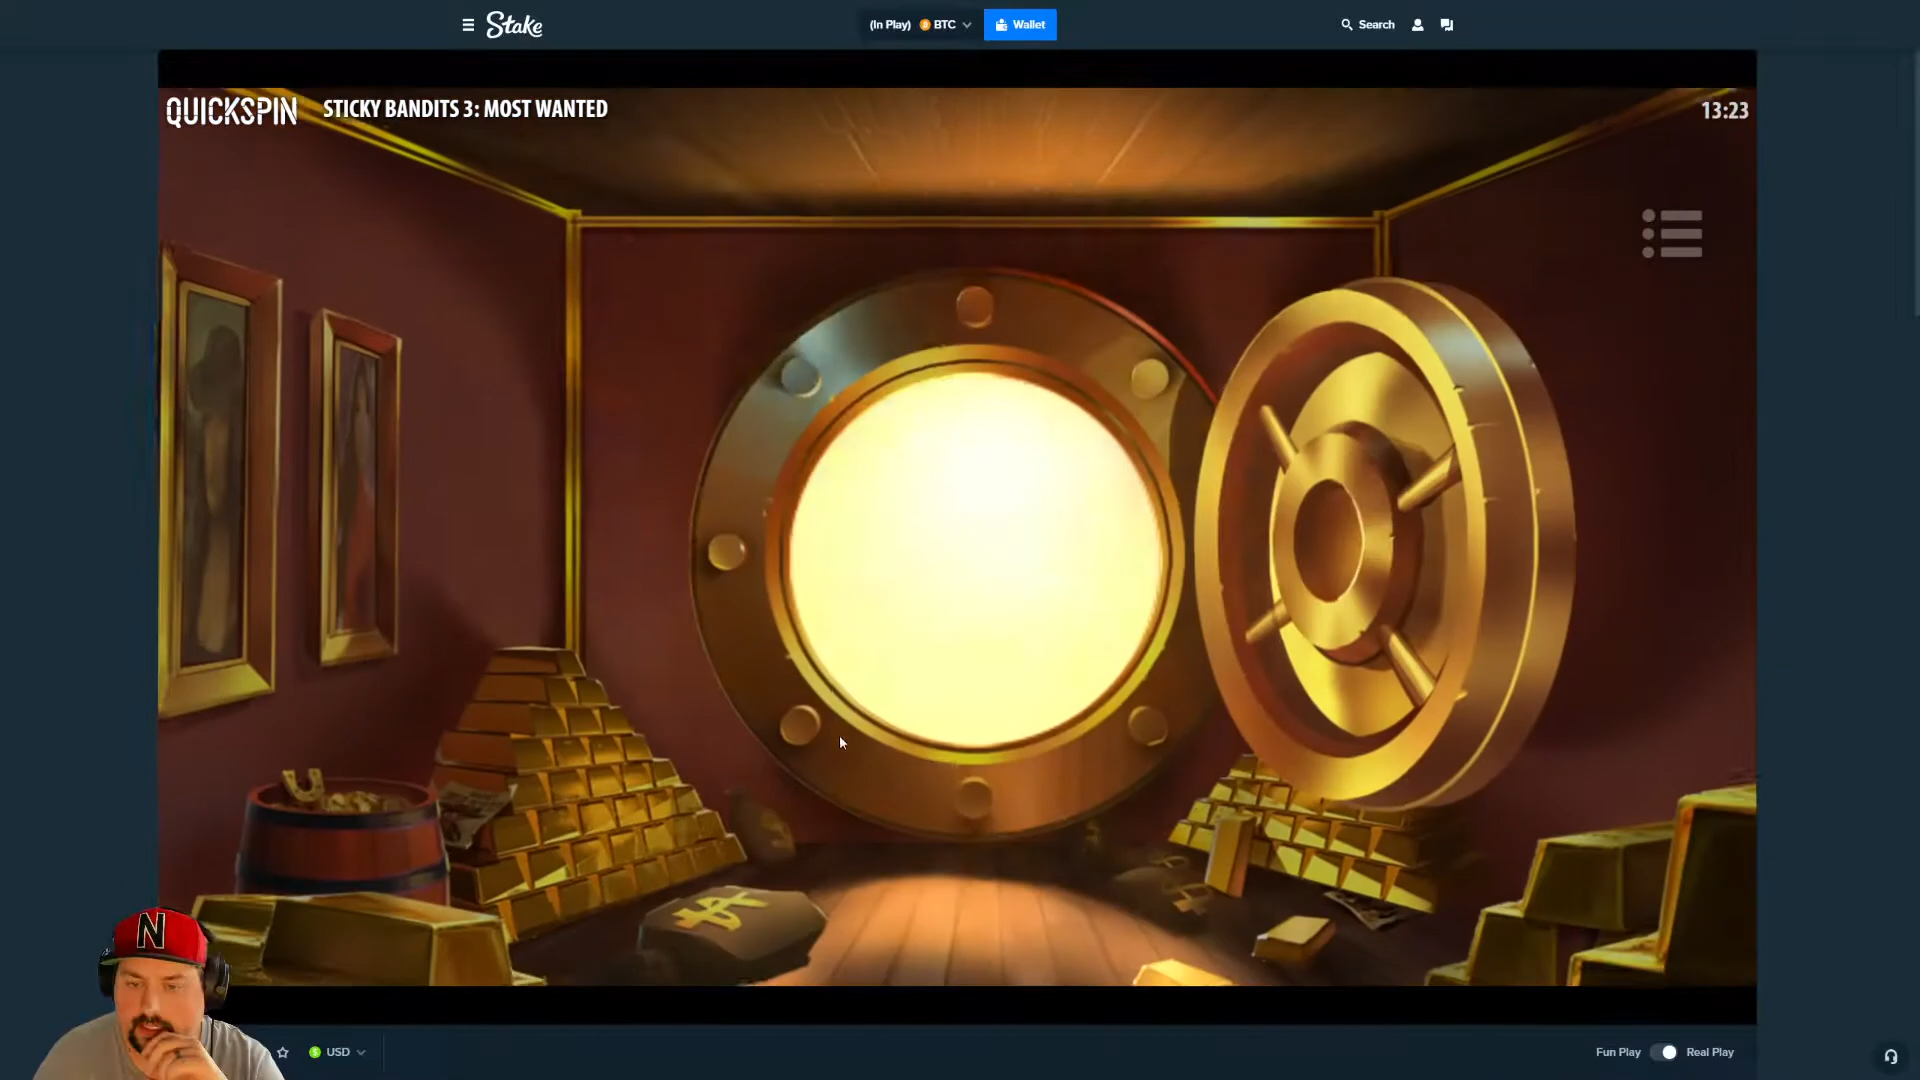 Stake
(In Play) BTC
Wallet
Search
QUICKSPIN
STICKY BANDITS 3: MOST WANTED
13:23
N
USD
Fun Play
Real Play